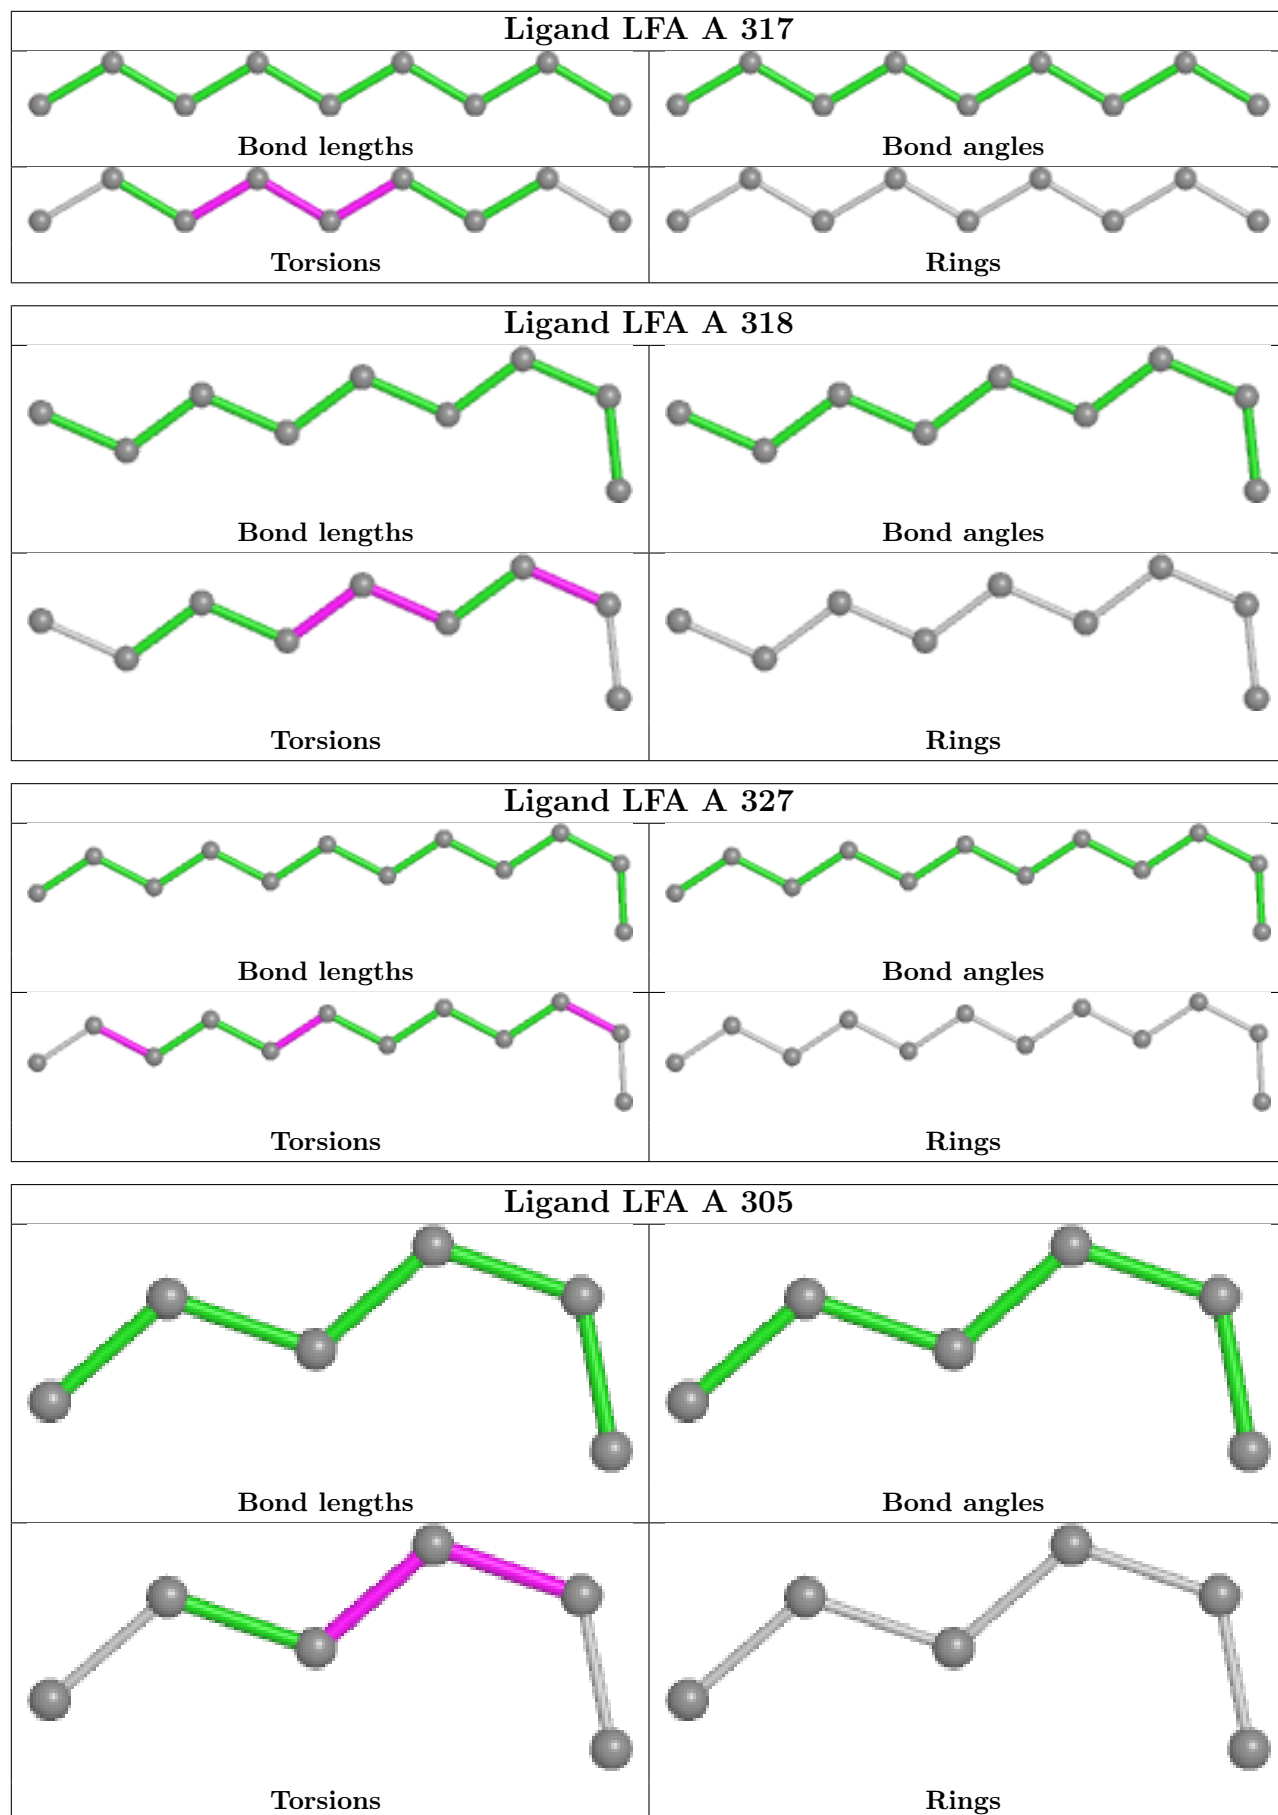 Ligand LFA A 317
Bond lengths
Bond angles
Torsions
Rings
Ligand LFA A 318
Bond lengths
Bond angles
Torsions
Rings
Ligand LFA A 327
Bond lengths
Bond angles
Torsions
Rings
Ligand LFA A 305
Bond lengths
Bond angles
Torsions
Rings